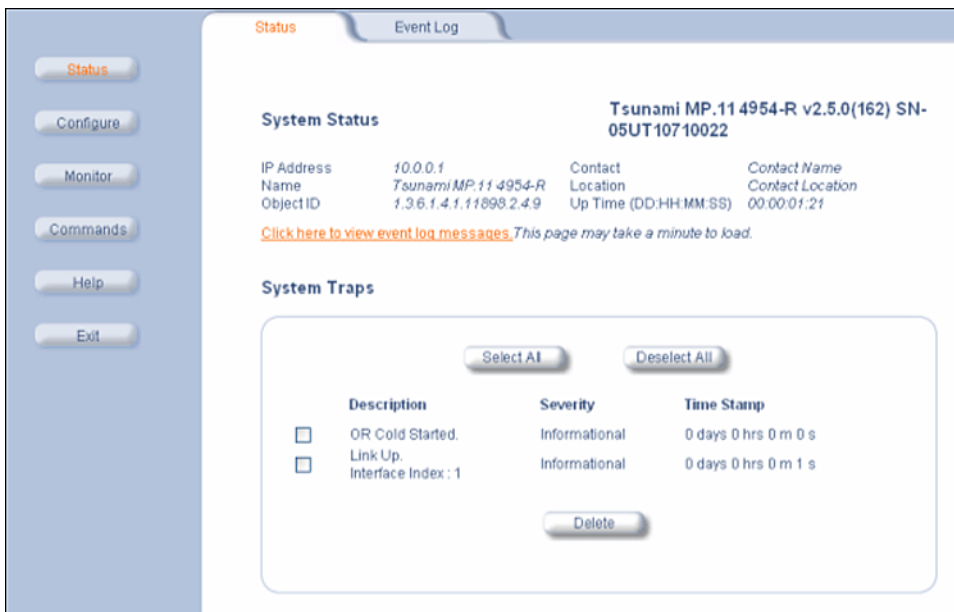 Status Event Log
Status
Configure
Monitor
Commands
Help
Exit
System Status
Tsunami MP.11 4954-R v2.5.0(162) SN-
05UT10710022
IP Address 10.0.0.1 Contact Contact Name
Name Tsunami MP.11 4954-R Location Contact Location
Object ID 1.3.6.1.4.1.11898.2.4.9 Up Time (DD:HH:MM:SS) 00:00:01:21
Click here to view event log messages. This page may take a minute to load.
System Traps
Select All Deselect All
Description Severity Time Stamp
OR Cold Started. Informational 0 days 0 hrs 0 m 0 s
Link Up.
Interface Index : 1 Informational 0 days 0 hrs 0 m 1 s
Delete